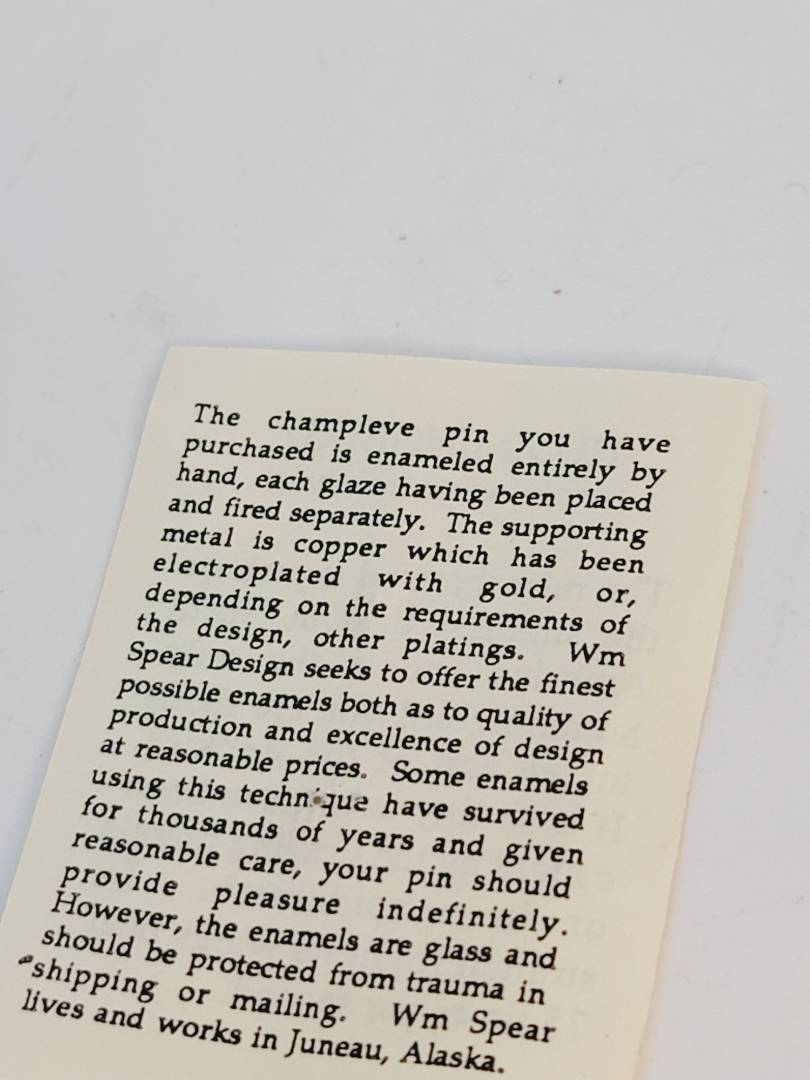 The champleve pin you have
purchased is enameled entirely by
hand, each glaze having been placed
and fired separately. The supporting
metal is copper which has been
electroplated with gold, or,
depending on the requirements of
the design, other platings. Wm
Spear Design seeks to offer the finest
possible enamels both as to quality of
production and excellence of design
at reasonable prices. Some enamels
using this technique have survived
for thousands of years and given
reasonable care, your pin should
provide pleasure indefinitely.
However, the enamels are glass and
should be protected from trauma in
shipping or mailing. Wm Spear
lives and works in Juneau, Alaska.